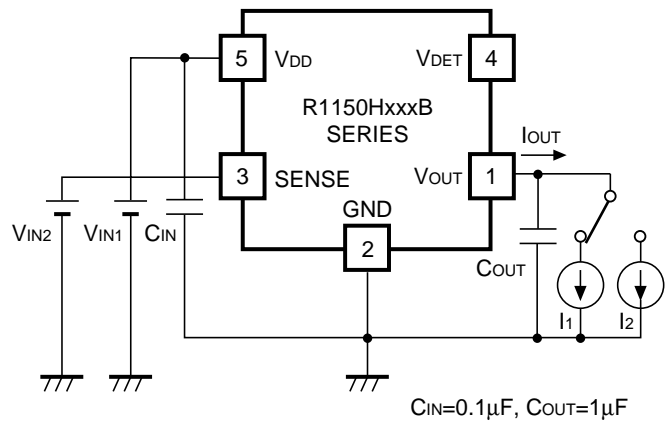 5
VDD
VDET
4
R1150HxxxB
SERIES
IOUT
3
SENSE
VOUT
1
GND
2
VIN2
VIN1
CIN
COUT
I1
I2
CIN=0.1μF, COUT=1μF